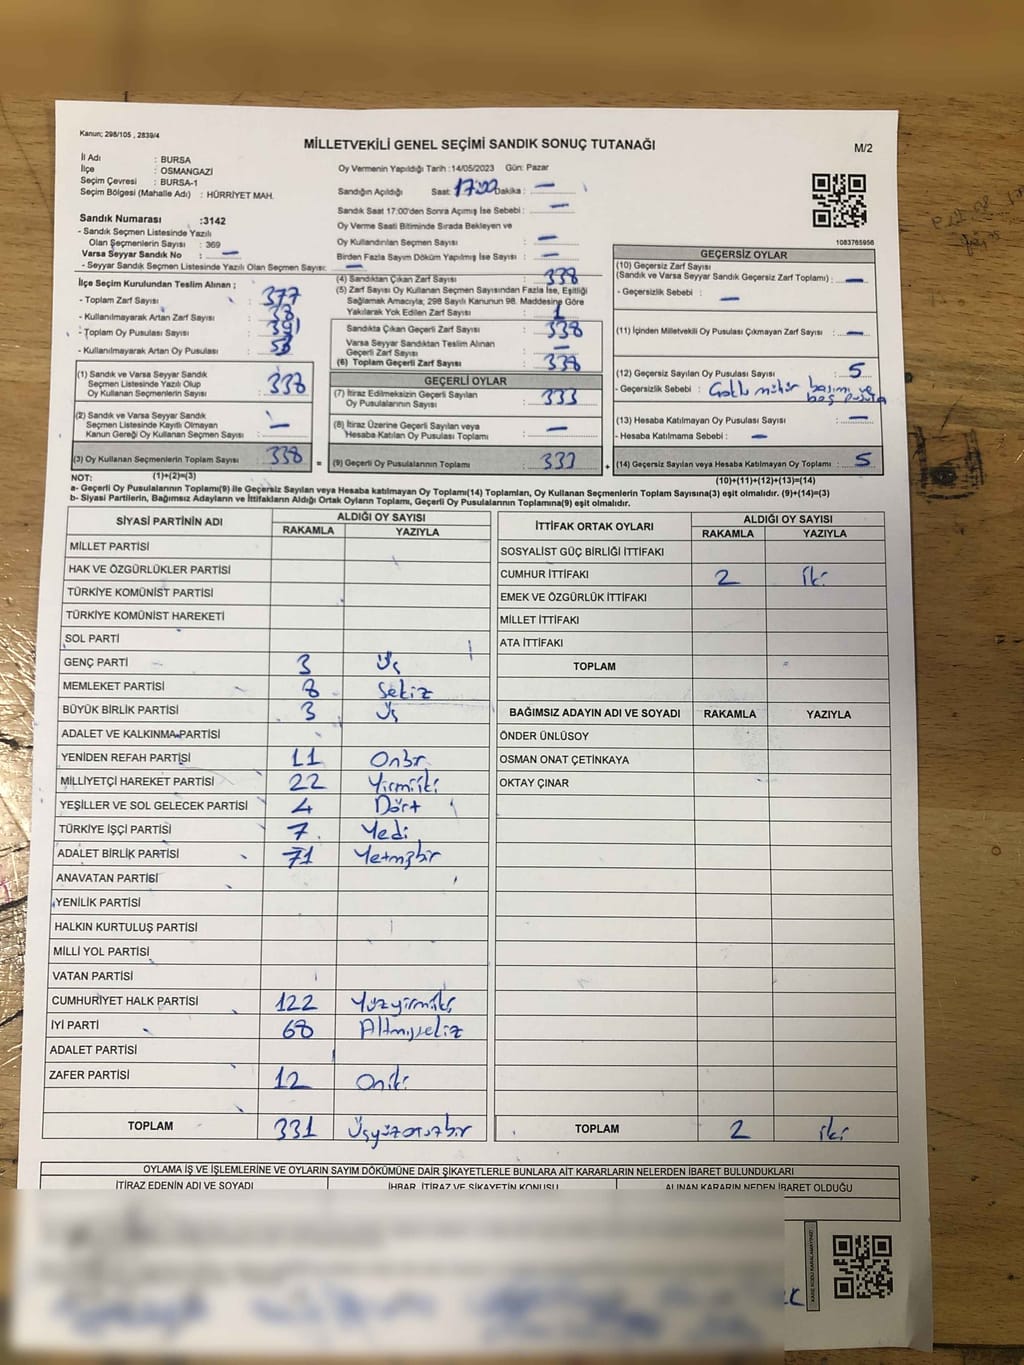 Kanun; 298/105 , 2839/4
MİLLETVEKİLİ GENEL SEÇİMİ SANDIK SONUÇ TUTANAĞI
M/2
İl Adı : BURSA
İlçe : OSMANGAZİ
Seçim Çevresi : BURSA-1
Seçim Bölgesi (Mahalle Adı) : HÜRRİYET MAH.
Sandık Numarası :3142
- Sandık Seçmen Listesinde Yazılı
Olan Seçmenlerin Sayısı : 369
Varsa Seyyar Sandık No —
- Seyyar Sandık Seçmen Listesinde Yazılı Olan Seçmen Sayısı: —
İlçe Seçim Kurulundan Teslim Alınan ;
- Toplam Zarf Sayısı : 377
- Kullanılmayarak Artan Zarf Sayısı : 38
- Toplam Oy Pusulası Sayısı : 391
- Kullanılmayarak Artan Oy Pusulası :
(1) Sandık ve Varsa Seyyar Sandık
Seçmen Listesinde Yazılı Olup
Oy Kullanan Seçmenlerin Sayısı : 338
(2) Sandık ve Varsa Seyyar Sandık
Seçmen Listesinde Kayıtlı Olmayan
Kanun Gereği Oy Kullanan Seçmen Sayısı : —
(3) Oy Kullanan Seçmenlerin Toplam Sayısı : 338
(1)+(2)=(3)
Oy Vermenin Yapıldığı Tarih :14/05/2023 Gün: Pazar
Sandığın Açıldığı Saat: 17:00 Dakika : —
Sandık Saat 17:00'den Sonra Açımış İse Sebebi : —
Oy Verme Saati Bitiminde Sırada Bekleyen ve
Oy Kullandırılan Seçmen Sayısı : —
Birden Fazla Sayım Döküm Yapılmış İse Sayısı : —
(4) Sandıktan Çıkan Zarf Sayısı : 338
(5) Zarf Sayısı Oy Kullanan Seçmen Sayısından Fazla İse, Eşitliği
Sağlamak Amacıyla; 298 Sayılı Kanunun 98. Maddesine Göre
Yakılarak Yok Edilen Zarf Sayısı : 1
Sandıkta Çıkan Geçerli Zarf Sayısı : 338
Varsa Seyyar Sandıktan Teslim Alınan
Geçerli Zarf Sayısı : —
(6) Toplam Geçerli Zarf Sayısı : 338
GEÇERLİ OYLAR
(7) İtiraz Edilmeksizin Geçerli Sayılan
Oy Pusulalarının Sayısı : 333
(8) İtiraz Üzerine Geçerli Sayılan veya
Hesaba Katılan Oy Pusulası Toplamı : —
= (9) Geçerli Oy Pusulalarının Toplamı : 333 +
1083765956
GEÇERSİZ OYLAR
(10) Geçersiz Zarf Sayısı
(Sandık ve Varsa Seyyar Sandık Geçersiz Zarf Toplamı) : —
- Geçersizlik Sebebi : —
(11) İçinden Milletvekili Oy Pusulası Çıkmayan Zarf Sayısı : —
(12) Geçersiz Sayılan Oy Pusulası Sayısı : 5
- Geçersizlik Sebebi : Çoklu mühür basımı ve
boş pusula
(13) Hesaba Katılmayan Oy Pusulası Sayısı : —
- Hesaba Katılmama Sebebi : —
(14) Geçersiz Sayılan veya Hesaba Katılmayan Oy Toplamı : 5
(10)+(11)+(12)+(13)=(14)
NOT:
a- Geçerli Oy Pusulalarının Toplamı(9) ile Geçersiz Sayılan veya Hesaba katılmayan Oy Toplamı(14) Toplamları, Oy Kullanan Seçmenlerin Toplam Sayısına(3) eşit olmalıdır. (9)+(14)=(3)
b- Siyasi Partilerin, Bağımsız Adayların ve İttifakların Aldığı Ortak Oyların Toplamı, Geçerli Oy Pusulalarının Toplamına(9) eşit olmalıdır.
SİYASİ PARTİNİN ADI ALDIĞI OY SAYISI
RAKAMLA YAZIYLA
MİLLET PARTİSİ
HAK VE ÖZGÜRLÜKLER PARTİSİ
TÜRKİYE KOMÜNİST PARTİSİ
TÜRKİYE KOMÜNİST HAREKETİ
SOL PARTİ
GENÇ PARTİ 3 Üç
MEMLEKET PARTİSİ 8 Sekiz
BÜYÜK BİRLİK PARTİSİ 3 Üç
ADALET VE KALKINMA PARTİSİ
YENİDEN REFAH PARTİSİ 11 Onbir
MİLLİYETÇİ HAREKET PARTİSİ 22 Yirmiiki
YEŞİLLER VE SOL GELECEK PARTİSİ 4 Dört
TÜRKİYE İŞÇİ PARTİSİ 7 Yedi
ADALET BİRLİK PARTİSİ 71 Yetmişbir
ANAVATAN PARTİSİ
YENİLİK PARTİSİ
HALKIN KURTULUŞ PARTİSİ
MİLLİ YOL PARTİSİ
VATAN PARTİSİ
CUMHURİYET HALK PARTİSİ 122 Yüzyirmiiki
İYİ PARTİ 68 Altmışsekiz
ADALET PARTİSİ
ZAFER PARTİSİ 12 Oniki
TOPLAM 331 Üçyüzotuzbir
İTTİFAK ORTAK OYLARI ALDIĞI OY SAYISI
RAKAMLA YAZIYLA
SOSYALİST GÜÇ BİRLİĞİ İTTİFAKI
CUMHUR İTTİFAKI 2 İki
EMEK VE ÖZGÜRLÜK İTTİFAKI
MİLLET İTTİFAKI
ATA İTTİFAKI
TOPLAM
BAĞIMSIZ ADAYIN ADI VE SOYADI RAKAMLA YAZIYLA
ÖNDER ÜNLÜSOY
OSMAN ONAT ÇETİNKAYA
OKTAY ÇINAR
TOPLAM 2 iki
OYLAMA İŞ VE İŞLEMLERİNE VE OYLARIN SAYIM DÖKÜMÜNE DAİR ŞİKAYETLERLE BUNLARA AİT KARARLARIN NELERDEN İBARET BULUNDUKLARI
İTİRAZ EDENİN ADI VE SOYADI İHBAR, İTİRAZ VE ŞİKAYETİN KONUSU ALINAN KARARIN NEDEN İBARET OLDUĞU
KARE KODU KARALAMAYINIZ!